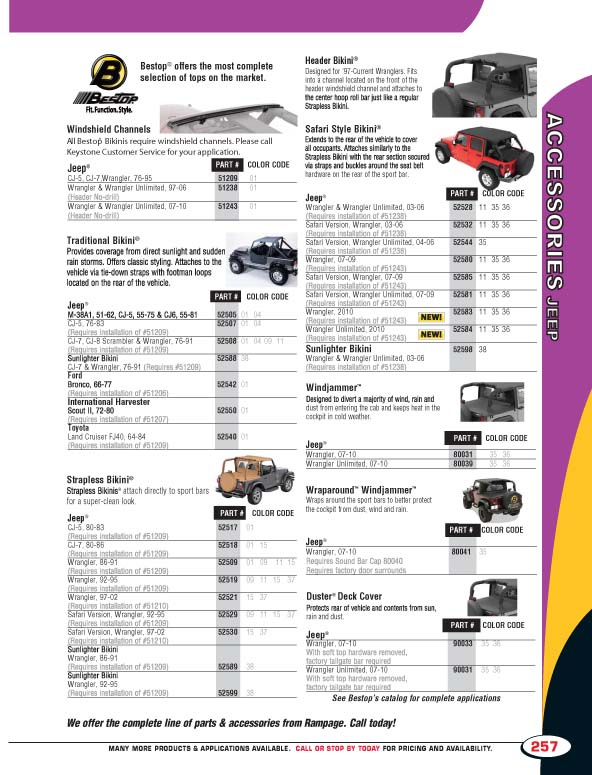 Bestop
Fit. Function. Style.
Bestop® offers the most complete
selection of tops on the market.
Windshield Channels
All Bestop® Bikinis require windshield channels. Please call
Keystone Customer Service for your application.
Jeep® PART # COLOR CODE
CJ-5, CJ-7,Wrangler, 76-95 51209 01
Wrangler & Wrangler Unlimited, 97-06 51238 01
(Header No-drill)
Wrangler & Wrangler Unlimited, 07-10 51243 01
(Header No-drill)
Traditional Bikini®
Provides coverage from direct sunlight and sudden
rain storms. Offers classic styling. Attaches to the
vehicle via tie-down straps with footman loops
located on the rear of the vehicle.
PART # COLOR CODE
Jeep®
M-38A1, 51-62, CJ-5, 55-75 & CJ6, 55-81 52505 01 04
CJ-5, 76-83 52507 01 04
(Requires installation of #51209)
CJ-7, CJ-8 Scrambler & Wrangler, 76-91 52508 01 04 09 11
(Requires installation of #51209)
Sunlighter Bikini 52588 38
CJ-7 & Wrangler, 76-91 (Requires #51209)
Ford
Bronco, 66-77 52542 01
(Requires installation of #51206)
International Harvester
Scout II, 72-80 52550 01
(Requires installation of #51207)
Toyota
Land Cruiser FJ40, 64-84 52540 01
(Requires installation of #51209)
Strapless Bikini®
Strapless Bikinis® attach directly to sport bars
for a super-clean look.
PART # COLOR CODE
Jeep®
CJ-5, 80-83 52517 01
(Requires installation of #51209)
CJ-7, 80-86 52518 01 15
(Requires installation of #51209)
Wrangler, 86-91 52509 01 09 11 15
(Requires installation of #51209)
Wrangler, 92-95 52519 09 11 15 37
(Requires installation of #51209)
Wrangler, 97-02 52521 15 37
(Requires installation of #51210)
Safari Version, Wrangler, 92-95 52529 09 11 15 37
(Requires installation of #51209)
Safari Version, Wrangler, 97-02 52530 15 37
(Requires installation of #51210)
Sunlighter Bikini
Wrangler, 86-91
(Requires installation of #51209) 52589 38
Sunlighter Bikini
Wrangler, 92-95
(Requires installation of #51209) 52599 38
Header Bikini®
Designed for '97-Current Wranglers. Fits
into a channel located on the front of the
header windshield channel and attaches to
the center hoop roll bar just like a regular
Strapless Bikini.
Safari Style Bikini®
Extends to the rear of the vehicle to cover
all occupants. Attaches similarly to the
Strapless Bikini with the rear section secured
via straps and buckles around the seat belt
hardware on the rear of the sport bar.
PART # COLOR CODE
Jeep®
Wrangler & Wrangler Unlimited, 03-06 52528 11 35 36
(Requires installation of #51238)
Safari Version, Wrangler, 03-06 52532 11 35 36
(Requires installation of #51238)
Safari Version, Wrangler Unlimited, 04-06 52544 35
(Requires installation of #51238)
Wrangler, 07-09 52580 11 35 36
(Requires installation of #51243)
Safari Version, Wrangler, 07-09 52585 11 35 36
(Requires installation of #51243)
Safari Version, Wrangler Unlimited, 07-09 52581 11 35 36
(Requires installation of #51243)
Wrangler, 2010 52583 11 35 36
(Requires installation of #51243) NEW!
Wrangler Unlimited, 2010 52584 11 35 36
(Requires installation of #51243) NEW!
Sunlighter Bikini 52598 38
Wrangler & Wrangler Unlimited, 03-06
(Requires installation of #51238)
Windjammer™
Designed to divert a majority of wind, rain and
dust from entering the cab and keeps heat in the
cockpit in cold weather.
PART # COLOR CODE
Jeep®
Wrangler, 07-10 80031 35 36
Wrangler Unlimited, 07-10 80039 35 36
Wraparound™ Windjammer™
Wraps around the sport bars to better protect
the cockpit from dust, wind and rain.
PART # COLOR CODE
Jeep®
Wrangler, 07-10 80041 35
Requires Sound Bar Cap 80040
Requires factory door surrounds
Duster® Deck Cover
Protects rear of vehicle and contents from sun,
rain and dust.
PART # COLOR CODE
Jeep®
Wrangler, 07-10 90033 35 36
With soft top hardware removed,
factory tailgate bar required
Wrangler Unlimited, 07-10 90031 35 36
With soft top hardware removed,
factory tailgate bar required
See Bestop's catalog for complete applications
ACCESSORIES JEEP
We offer the complete line of parts & accessories from Rampage. Call today!
MANY MORE PRODUCTS & APPLICATIONS AVAILABLE. CALL OR STOP BY TODAY FOR PRICING AND AVAILABILITY.
257